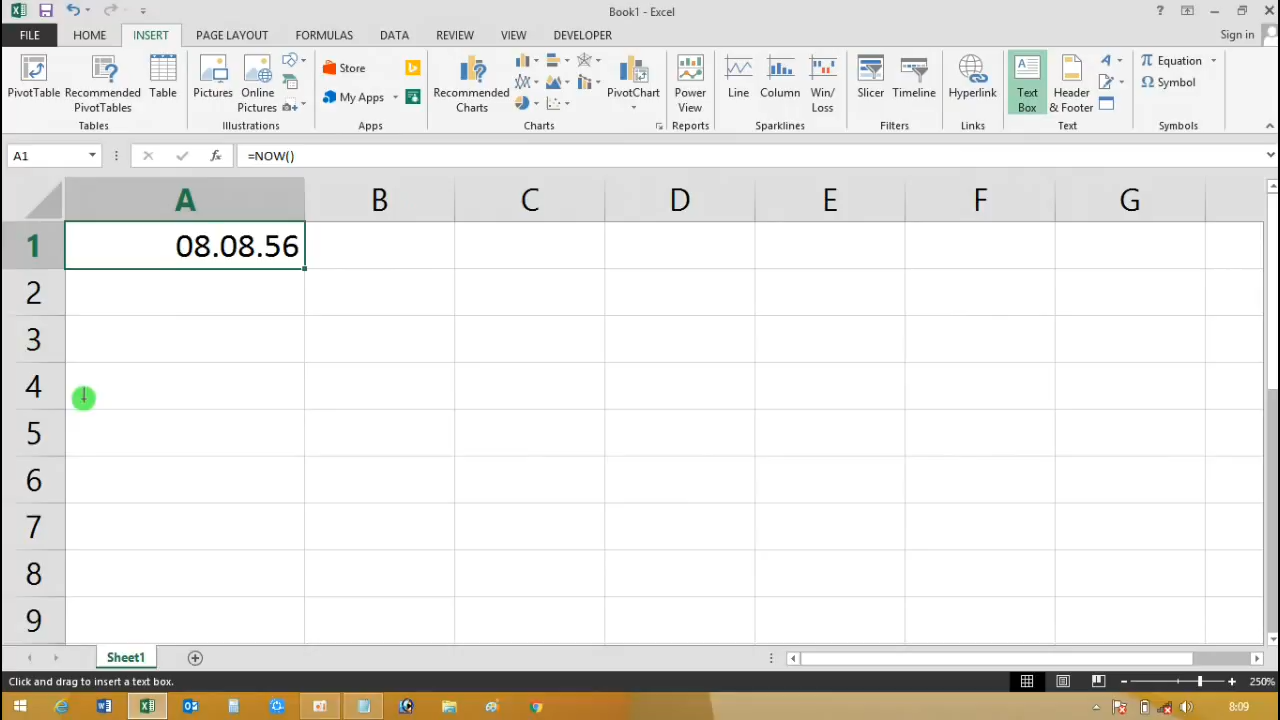 Book1 - Excel
?
FILE HOME INSERT PAGE LAYOUT FORMULAS DATA REVIEW VIEW DEVELOPER Sign in
PivotTable Recommended PivotTables Table Pictures Online Pictures Store My Apps Recommended Charts PivotChart Power View Line Column Win/Loss Slicer Timeline Hyperlink Text Box Header & Footer Equation Symbol
Tables Illustrations Apps Charts Reports Sparklines Filters Links Text Symbols
A1 fx =NOW()
A B C D E F G
1 08.08.56
2
3
4
5
6
7
8
9
Sheet1
Click and drag to insert a text box. 250%
8:09